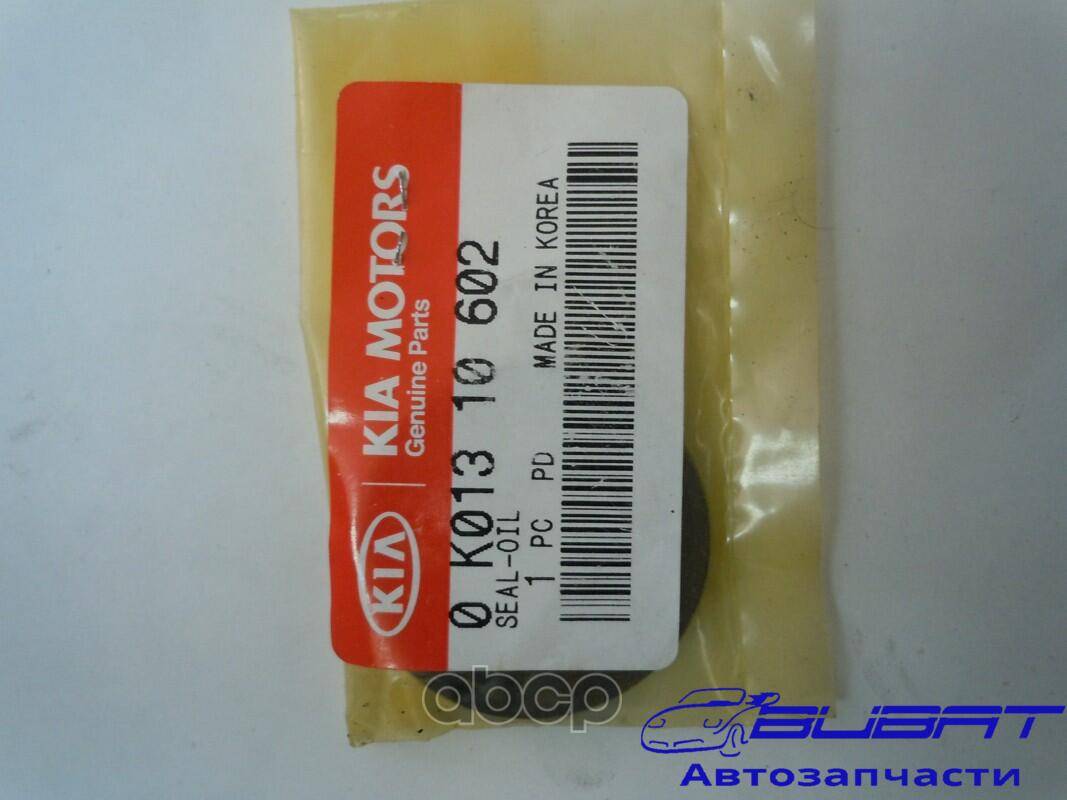 KIA
KIA MOTORS
Genuine Parts
0 K013 10 602
SEAL-OIL
1 PC PD MADE IN KOREA
abcp
BUBAT
Автозапчасти